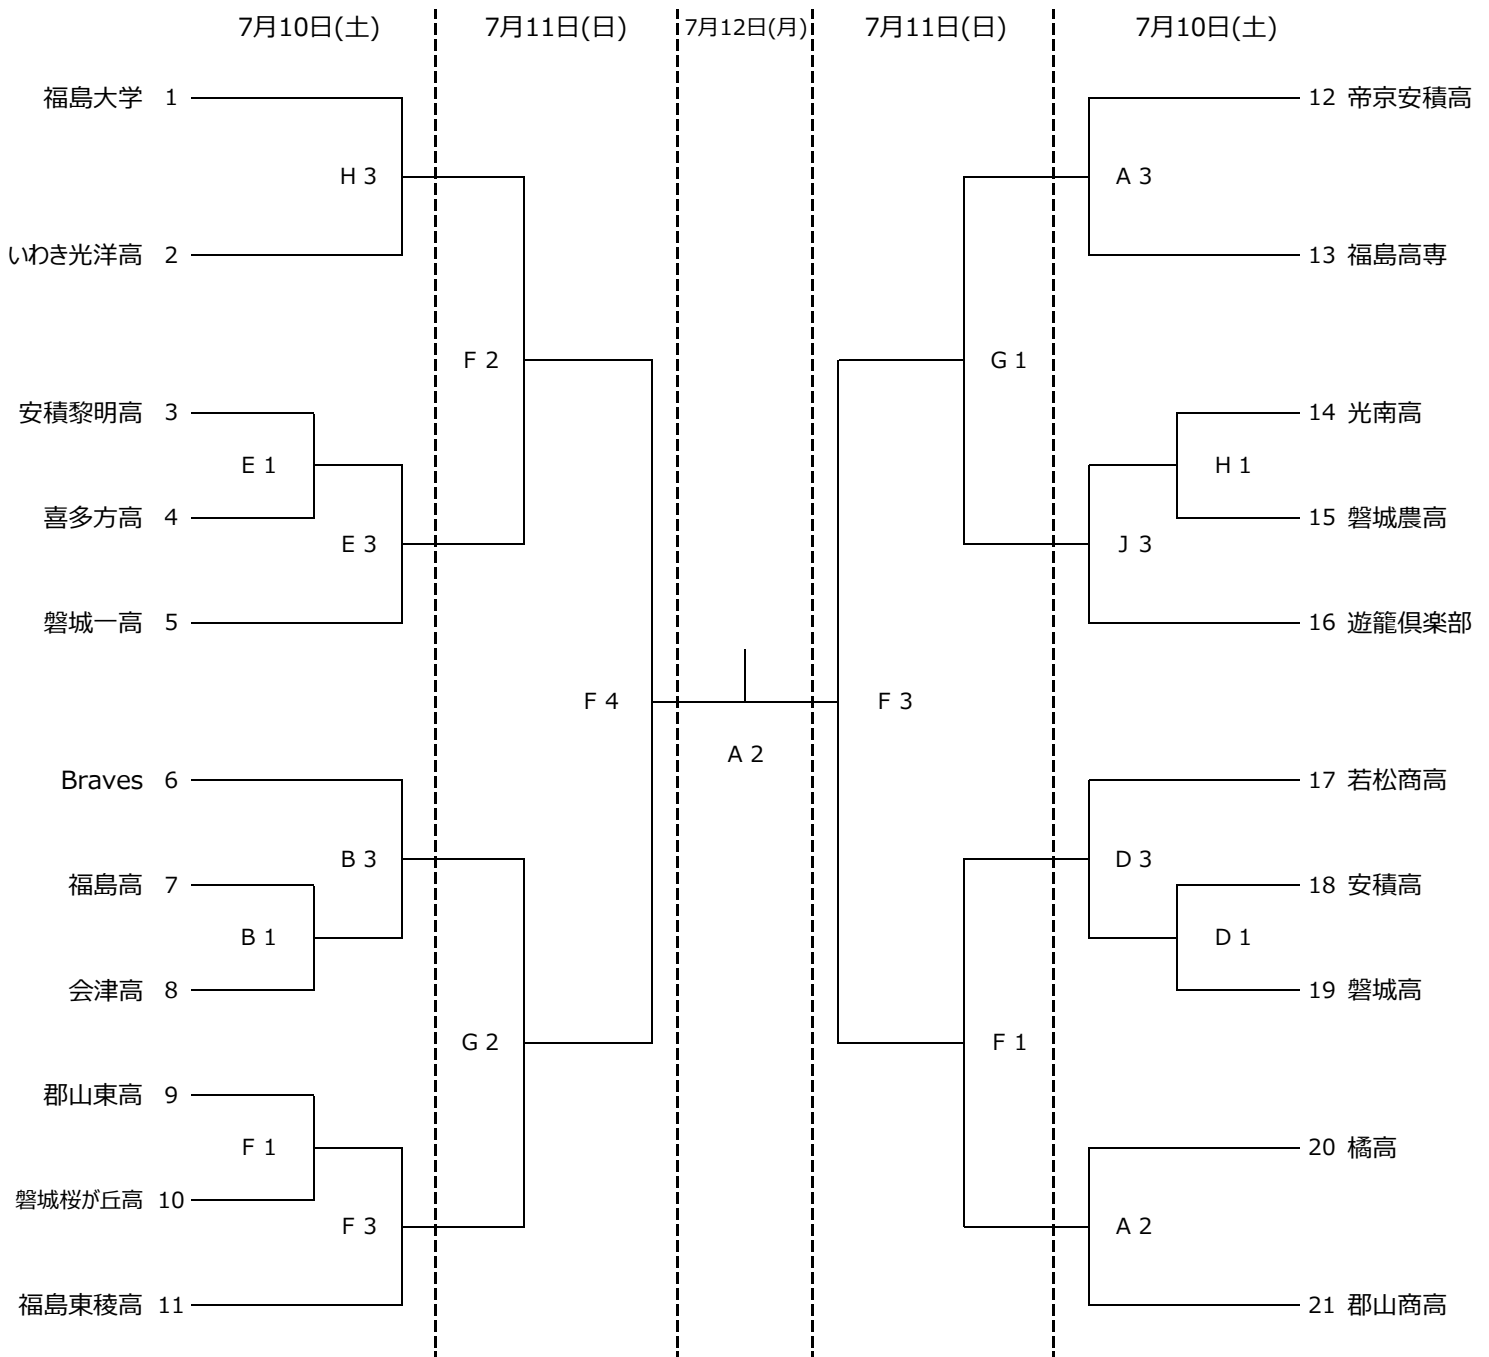 7月10日(土) 7月11日(日) 7月12日(月) 7月11日(日) 7月10日(土)
福島大学 1
12 帝京安積高
H 3
A 3
いわき光洋高 2
13 福島高専
F 2
G 1
安積黎明高 3
14 光南高
E 1
H 1
喜多方高 4
15 磐城農高
E 3
J 3
磐城一高 5
16 遊籠倶楽部
F 4
F 3
A 2
Braves 6
17 若松商高
B 3
D 3
福島高 7
18 安積高
B 1
D 1
会津高 8
19 磐城高
G 2
F 1
郡山東高 9
F 1
20 橘高
磐城桜が丘高 10
F 3
A 2
福島東稜高 11
21 郡山商高